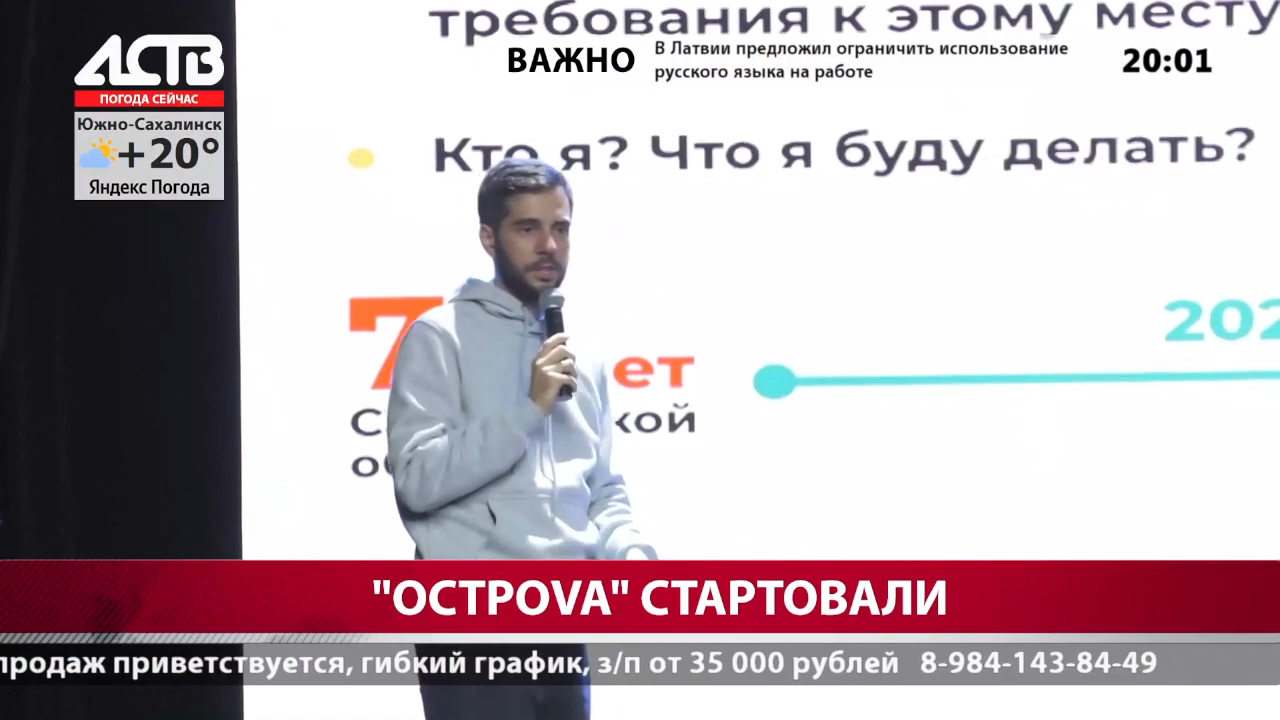 требования к этому месту
ВАЖНО
В Латвии предложил ограничить использование
русского языка на работе
20:01
АСТВ
ПОГОДА СЕЙЧАС
Южно-Сахалинск
+20°
Яндекс Погода
Кто я? Что я буду делать?
7
ет
202
кой
"ОСТРОVА" СТАРТОВАЛИ
продаж приветствуется, гибкий график, з/п от 35 000 рублей 8-984-143-84-49